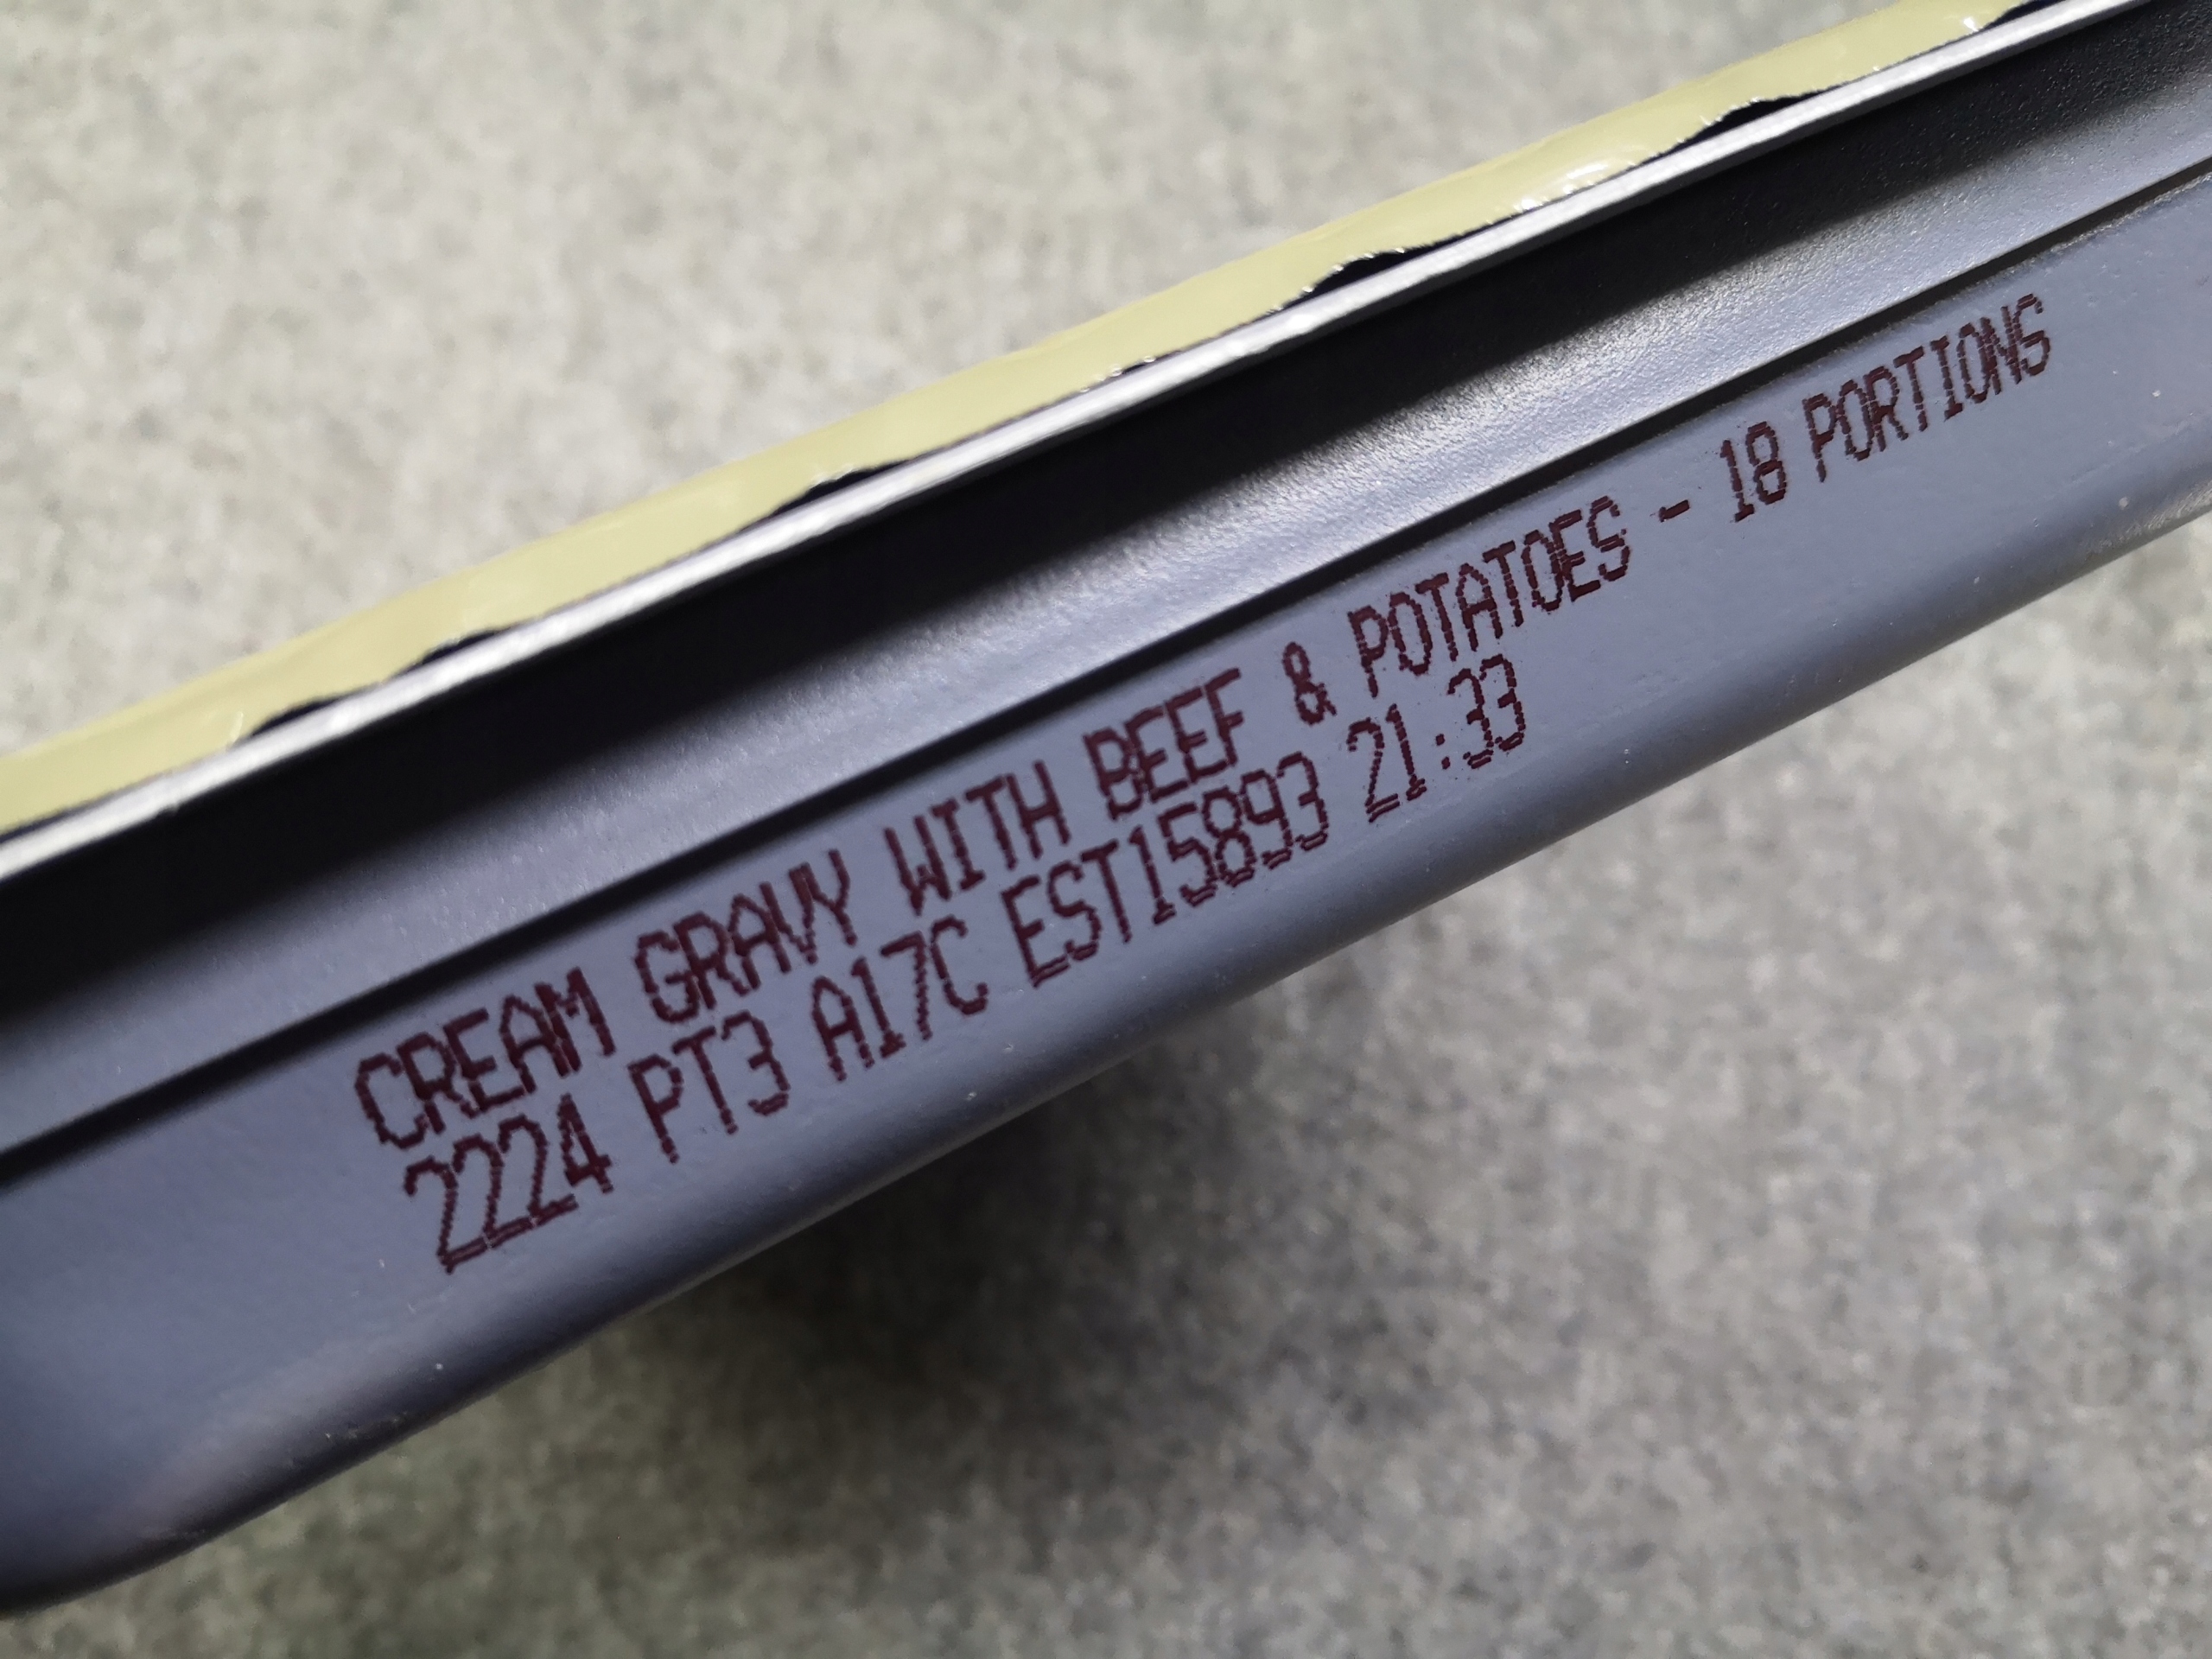 CREAM GRAVY WITH BEEF & POTATOES - 18 PORTIONS
2224 PT3 A17C EST15893 21:33